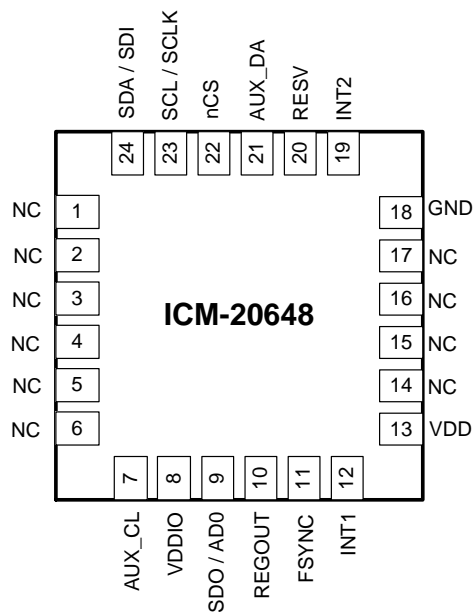 SDA / SDI
SCL / SCLK
nCS
AUX_DA
RESV
INT2
24
23
22
21
20
19
NC 1
NC 2
NC 3
NC 4
NC 5
NC 6
ICM-20648
18 GND
17 NC
16 NC
15 NC
14 NC
13 VDD
7
8
9
10
11
12
AUX_CL
VDDIO
SDO / AD0
REGOUT
FSYNC
INT1